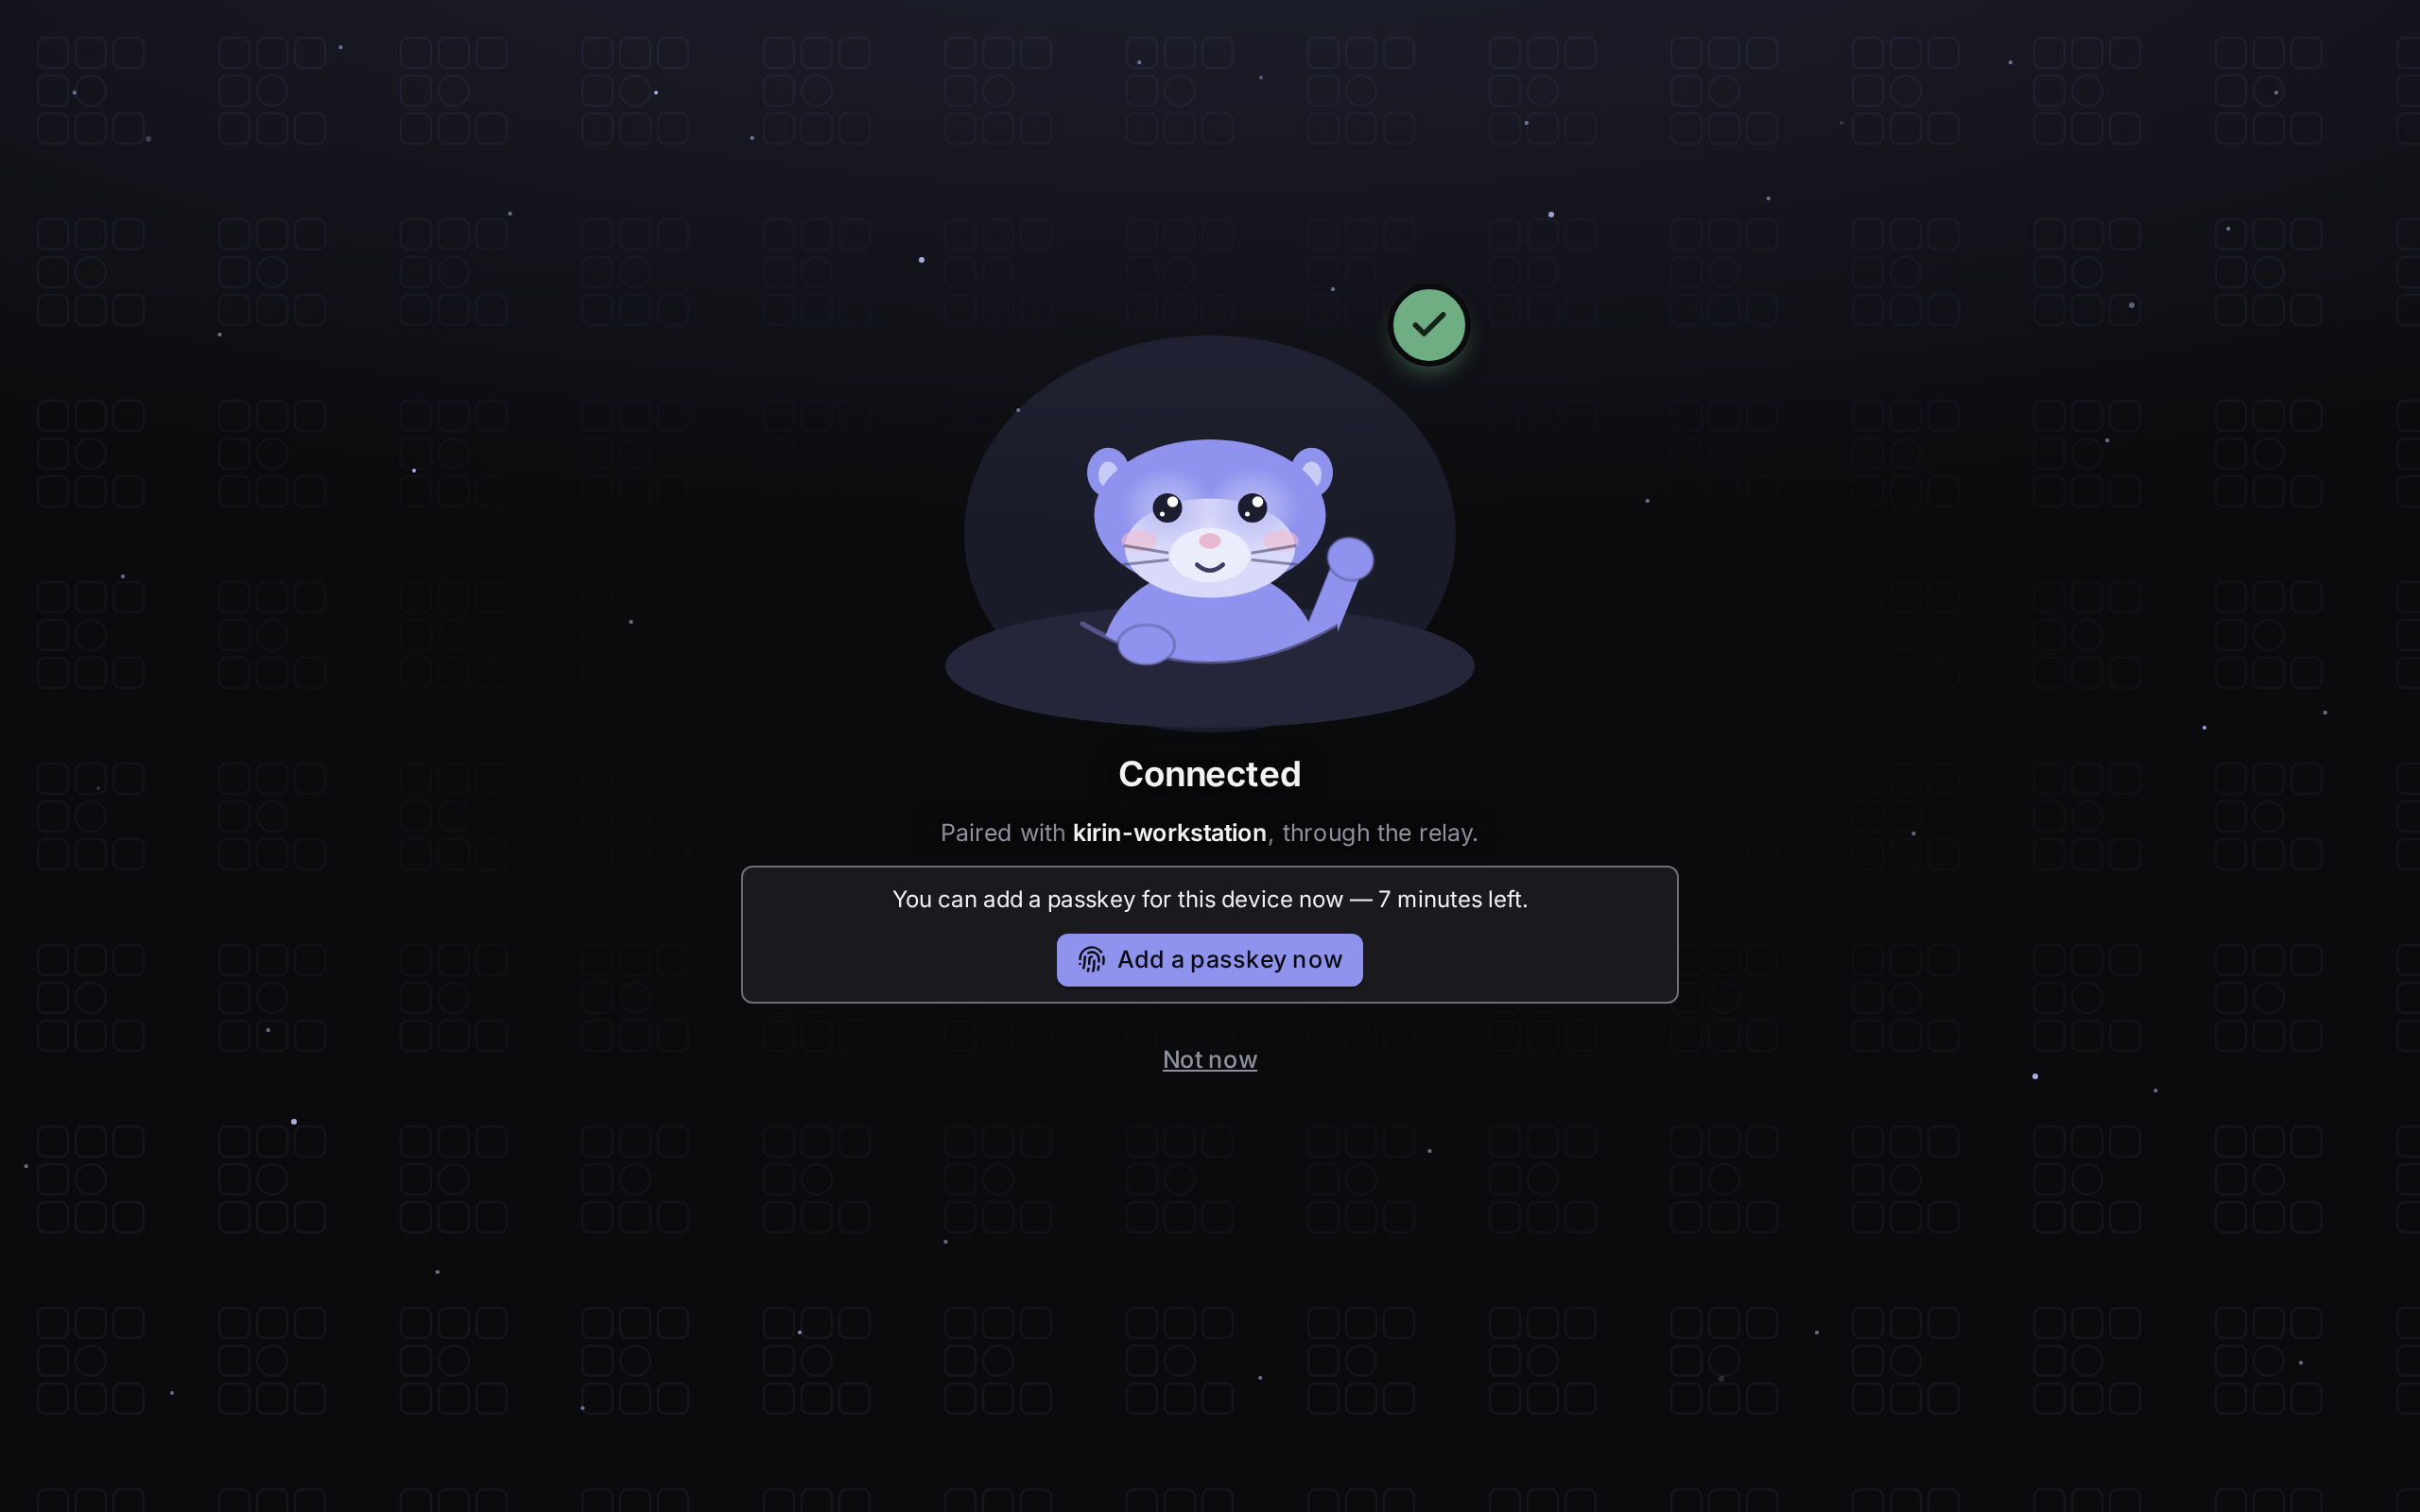 Connected
Paired with kirin-workstation, through the relay.
You can add a passkey for this device now — 7 minutes left.
Add a passkey now
Not now